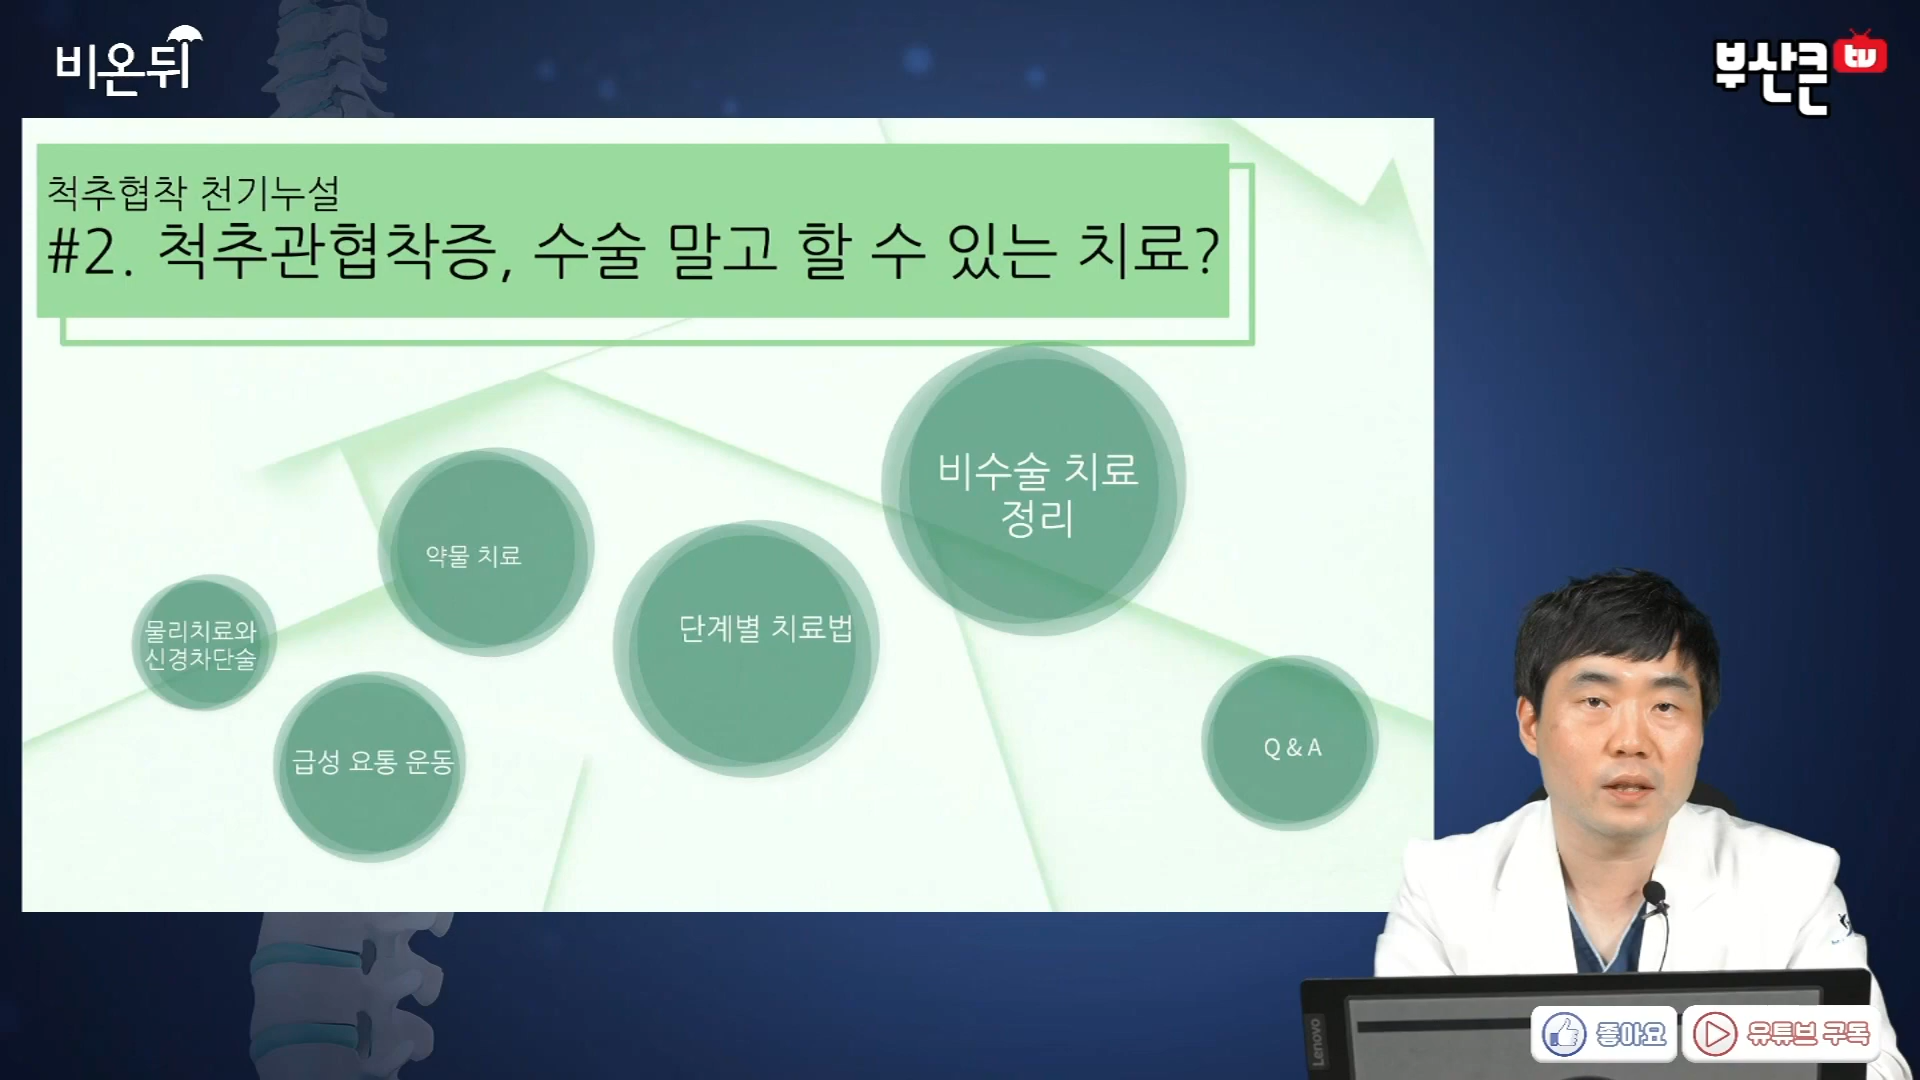 비온뒤
부산큰 tv
척추협착 천기누설
#2. 척추관협착증, 수술 말고 할 수 있는 치료?
비수술 치료
정리
약물 치료
단계별 치료법
물리치료와
신경차단술
급성 요통 운동
Q & A
Lenovo
좋아요
유튜브 구독